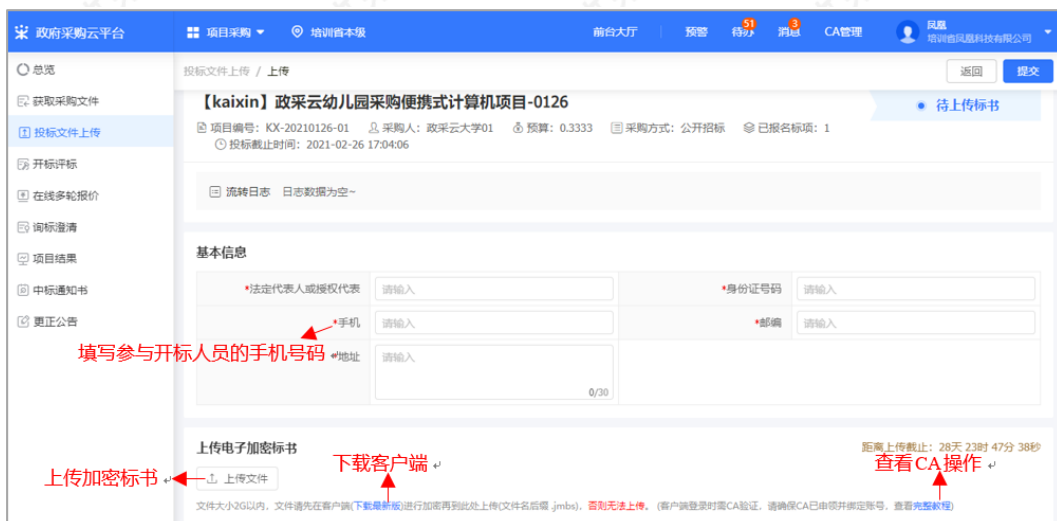 政府采购云平台 项目采购 培训省本级 前台大厅 预警 待办 51 消息 3 CA管理 凤凰
培训省凤凰科技有限公司
总览
获取采购文件
投标文件上传
开标评标
在线多轮报价
询标澄清
项目结果
中标通知书
更正公告
投标文件上传 / 上传 返回 提交
【kaixin】政采云幼儿园采购便携式计算机项目-0126 待上传标书
项目编号：KX-20210126-01 采购人：政采云大学01 预算：0.3333 采购方式：公开招标 已报名标项：1
投标截止时间：2021-02-26 17:04:06
流转日志 日志数据为空~
基本信息
*法定代表人或授权代表 请输入 *身份证号码 请输入
*手机 请输入 *邮编 请输入
填写参与开标人员的手机号码
*地址 请输入
0/30
上传电子加密标书 距离上传截止：28天 23时 47分 38秒
下载客户端 查看CA操作
上传加密标书 上传文件
文件大小2G以内，文件请先在客户端(下载最新版)进行加密再到此处上传(文件名后缀 .jmbs)，否则无法上传。 (客户端登录时需CA验证，请确保CA已申领并绑定账号，查看完整教程)